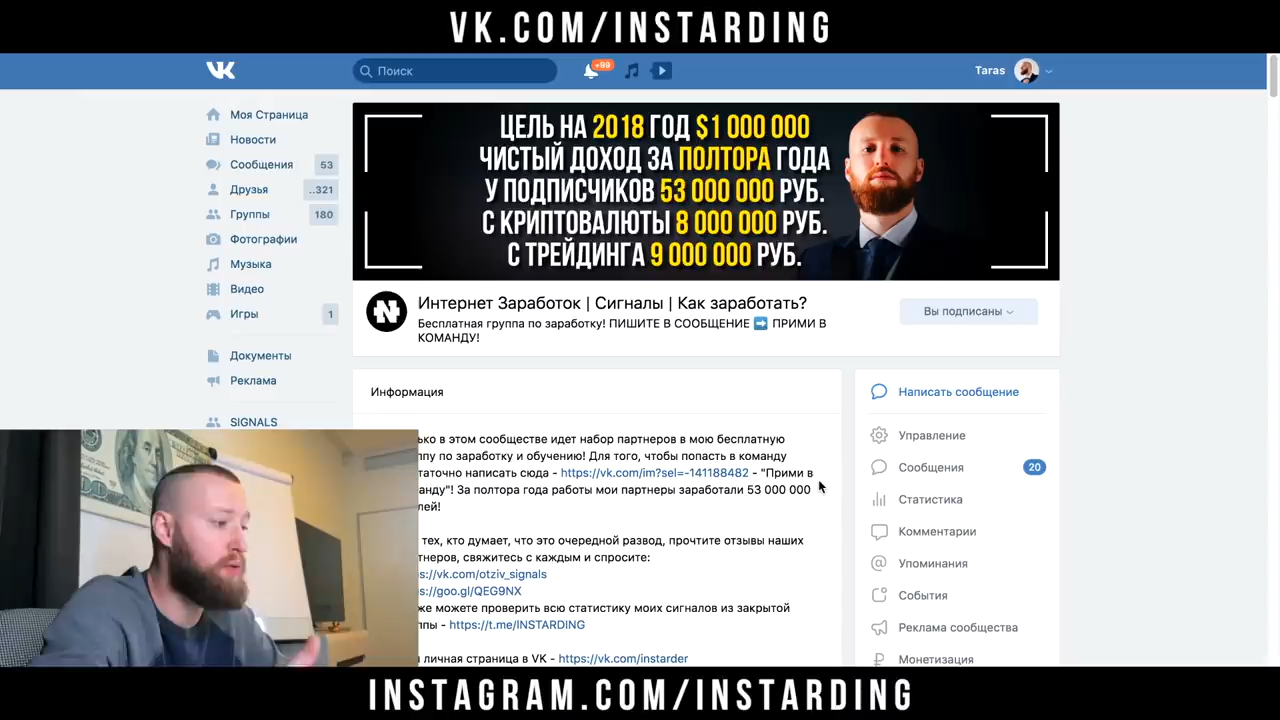 VK.COM/INSTARDING
Поиск
+99
Taras
Моя Страница
Новости
Сообщения 53
Друзья ..321
Группы 180
Фотографии
Музыка
Видео
Игры 1
Документы
Реклама
SIGNALS
ЦЕЛЬ НА 2018 ГОД $1 000 000
ЧИСТЫЙ ДОХОД ЗА ПОЛТОРА ГОДА
У ПОДПИСЧИКОВ 53 000 000 РУБ.
С КРИПТОВАЛЮТЫ 8 000 000 РУБ.
С ТРЕЙДИНГА 9 000 000 РУБ.
N
Интернет Заработок | Сигналы | Как заработать?
Бесплатная группа по заработку! ПИШИТЕ В СООБЩЕНИЕ ➡ ПРИМИ В
КОМАНДУ!
Вы подписаны
Информация
ько в этом сообществе идет набор партнеров в мою бесплатную
ппу по заработку и обучению! Для того, чтобы попасть в команду
таточно написать сюда - https://vk.com/im?sel=-141188482 - "Прими в
анду"! За полтора года работы мои партнеры заработали 53 000 000
лей!
тех, кто думает, что это очередной развод, прочтите отзывы наших
тнеров, свяжитесь с каждым и спросите:
s://vk.com/otziv_signals
s://goo.gl/QEG9NX
же можете проверить всю статистику моих сигналов из закрытой
ппы - https://t.me/INSTARDING
личная страница в VK - https://vk.com/instarder
Написать сообщение
Управление
Сообщения 20
Статистика
Комментарии
Упоминания
События
Реклама сообщества
Монетизация
INSTAGRAM.COM/INSTARDING